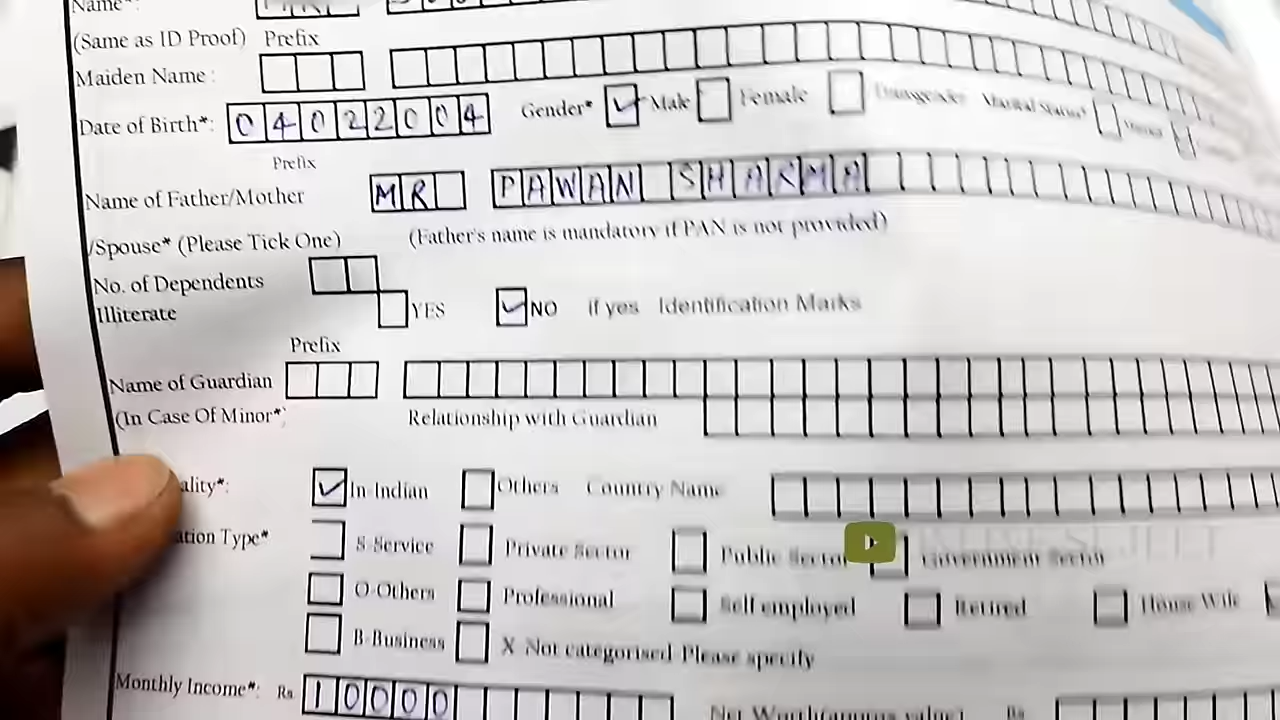 Name*:
(Same as ID Proof) Prefix
Maiden Name :
Date of Birth*: 04022004 Gender* Male Female Transgender Marital Status*
Prefix
Name of Father/Mother MR PAWAN SHARMA
/Spouse* (Please Tick One) (Father's name is mandatory if PAN is not provided)
No. of Dependents
Illiterate YES NO if yes Identification Marks
Prefix
Name of Guardian
(In Case Of Minor*) Relationship with Guardian
ality*: In-Indian Others Country Name
ation Type* S-Service Private Sector Public Sector Government Sector
O-Others Professional Self employed Retired House Wife
B-Business X Not categorised Please specify
Monthly Income*: Rs. 10000